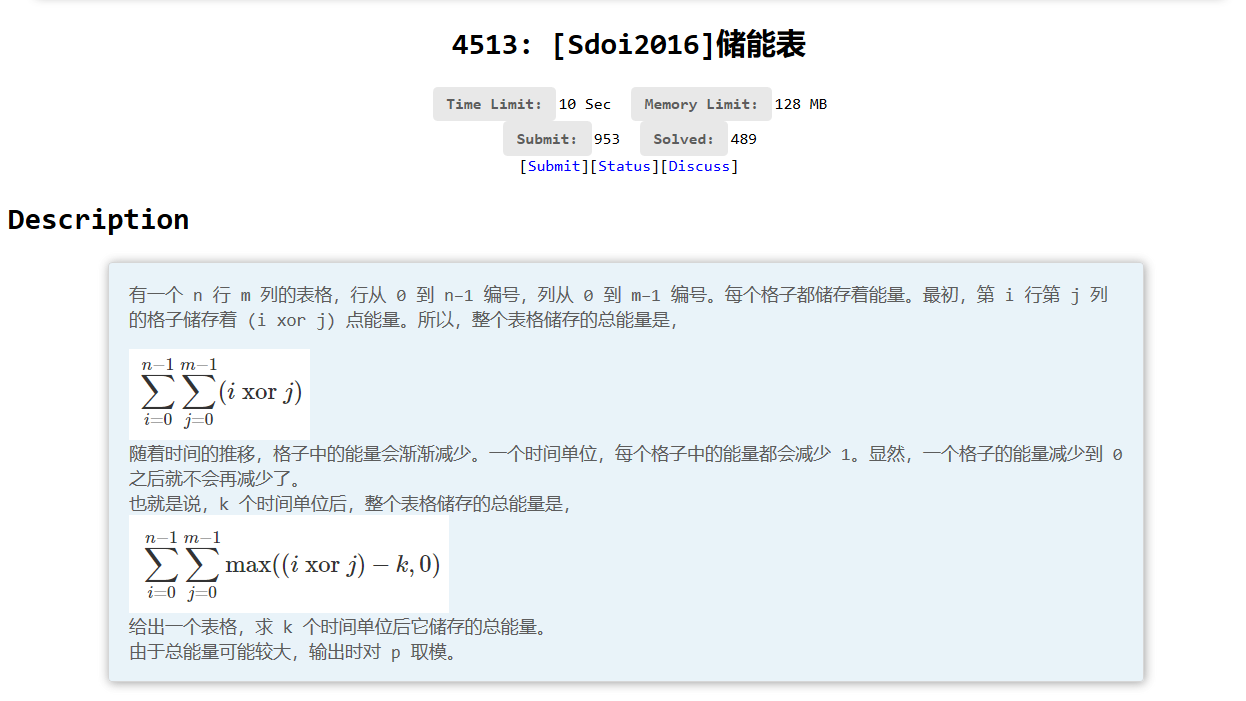 4513: [Sdoi2016]储能表
Time Limit: 10 Sec Memory Limit: 128 MB
Submit: 953 Solved: 489
[Submit][Status][Discuss]
Description
有一个 n 行 m 列的表格，行从 0 到 n-1 编号，列从 0 到 m-1 编号。每个格子都储存着能量。最初，第 i 行第 j 列
的格子储存着 (i xor j) 点能量。所以，整个表格储存的总能量是，
\sum_{i=0}^{n-1} \sum_{j=0}^{m-1} (i xor j)
随着时间的推移，格子中的能量会渐渐减少。一个时间单位，每个格子中的能量都会减少 1。显然，一个格子的能量减少到 0
之后就不会再减少了。
也就是说，k 个时间单位后，整个表格储存的总能量是，
\sum_{i=0}^{n-1} \sum_{j=0}^{m-1} max((i xor j) − k, 0)
给出一个表格，求 k 个时间单位后它储存的总能量。
由于总能量可能较大，输出时对 p 取模。